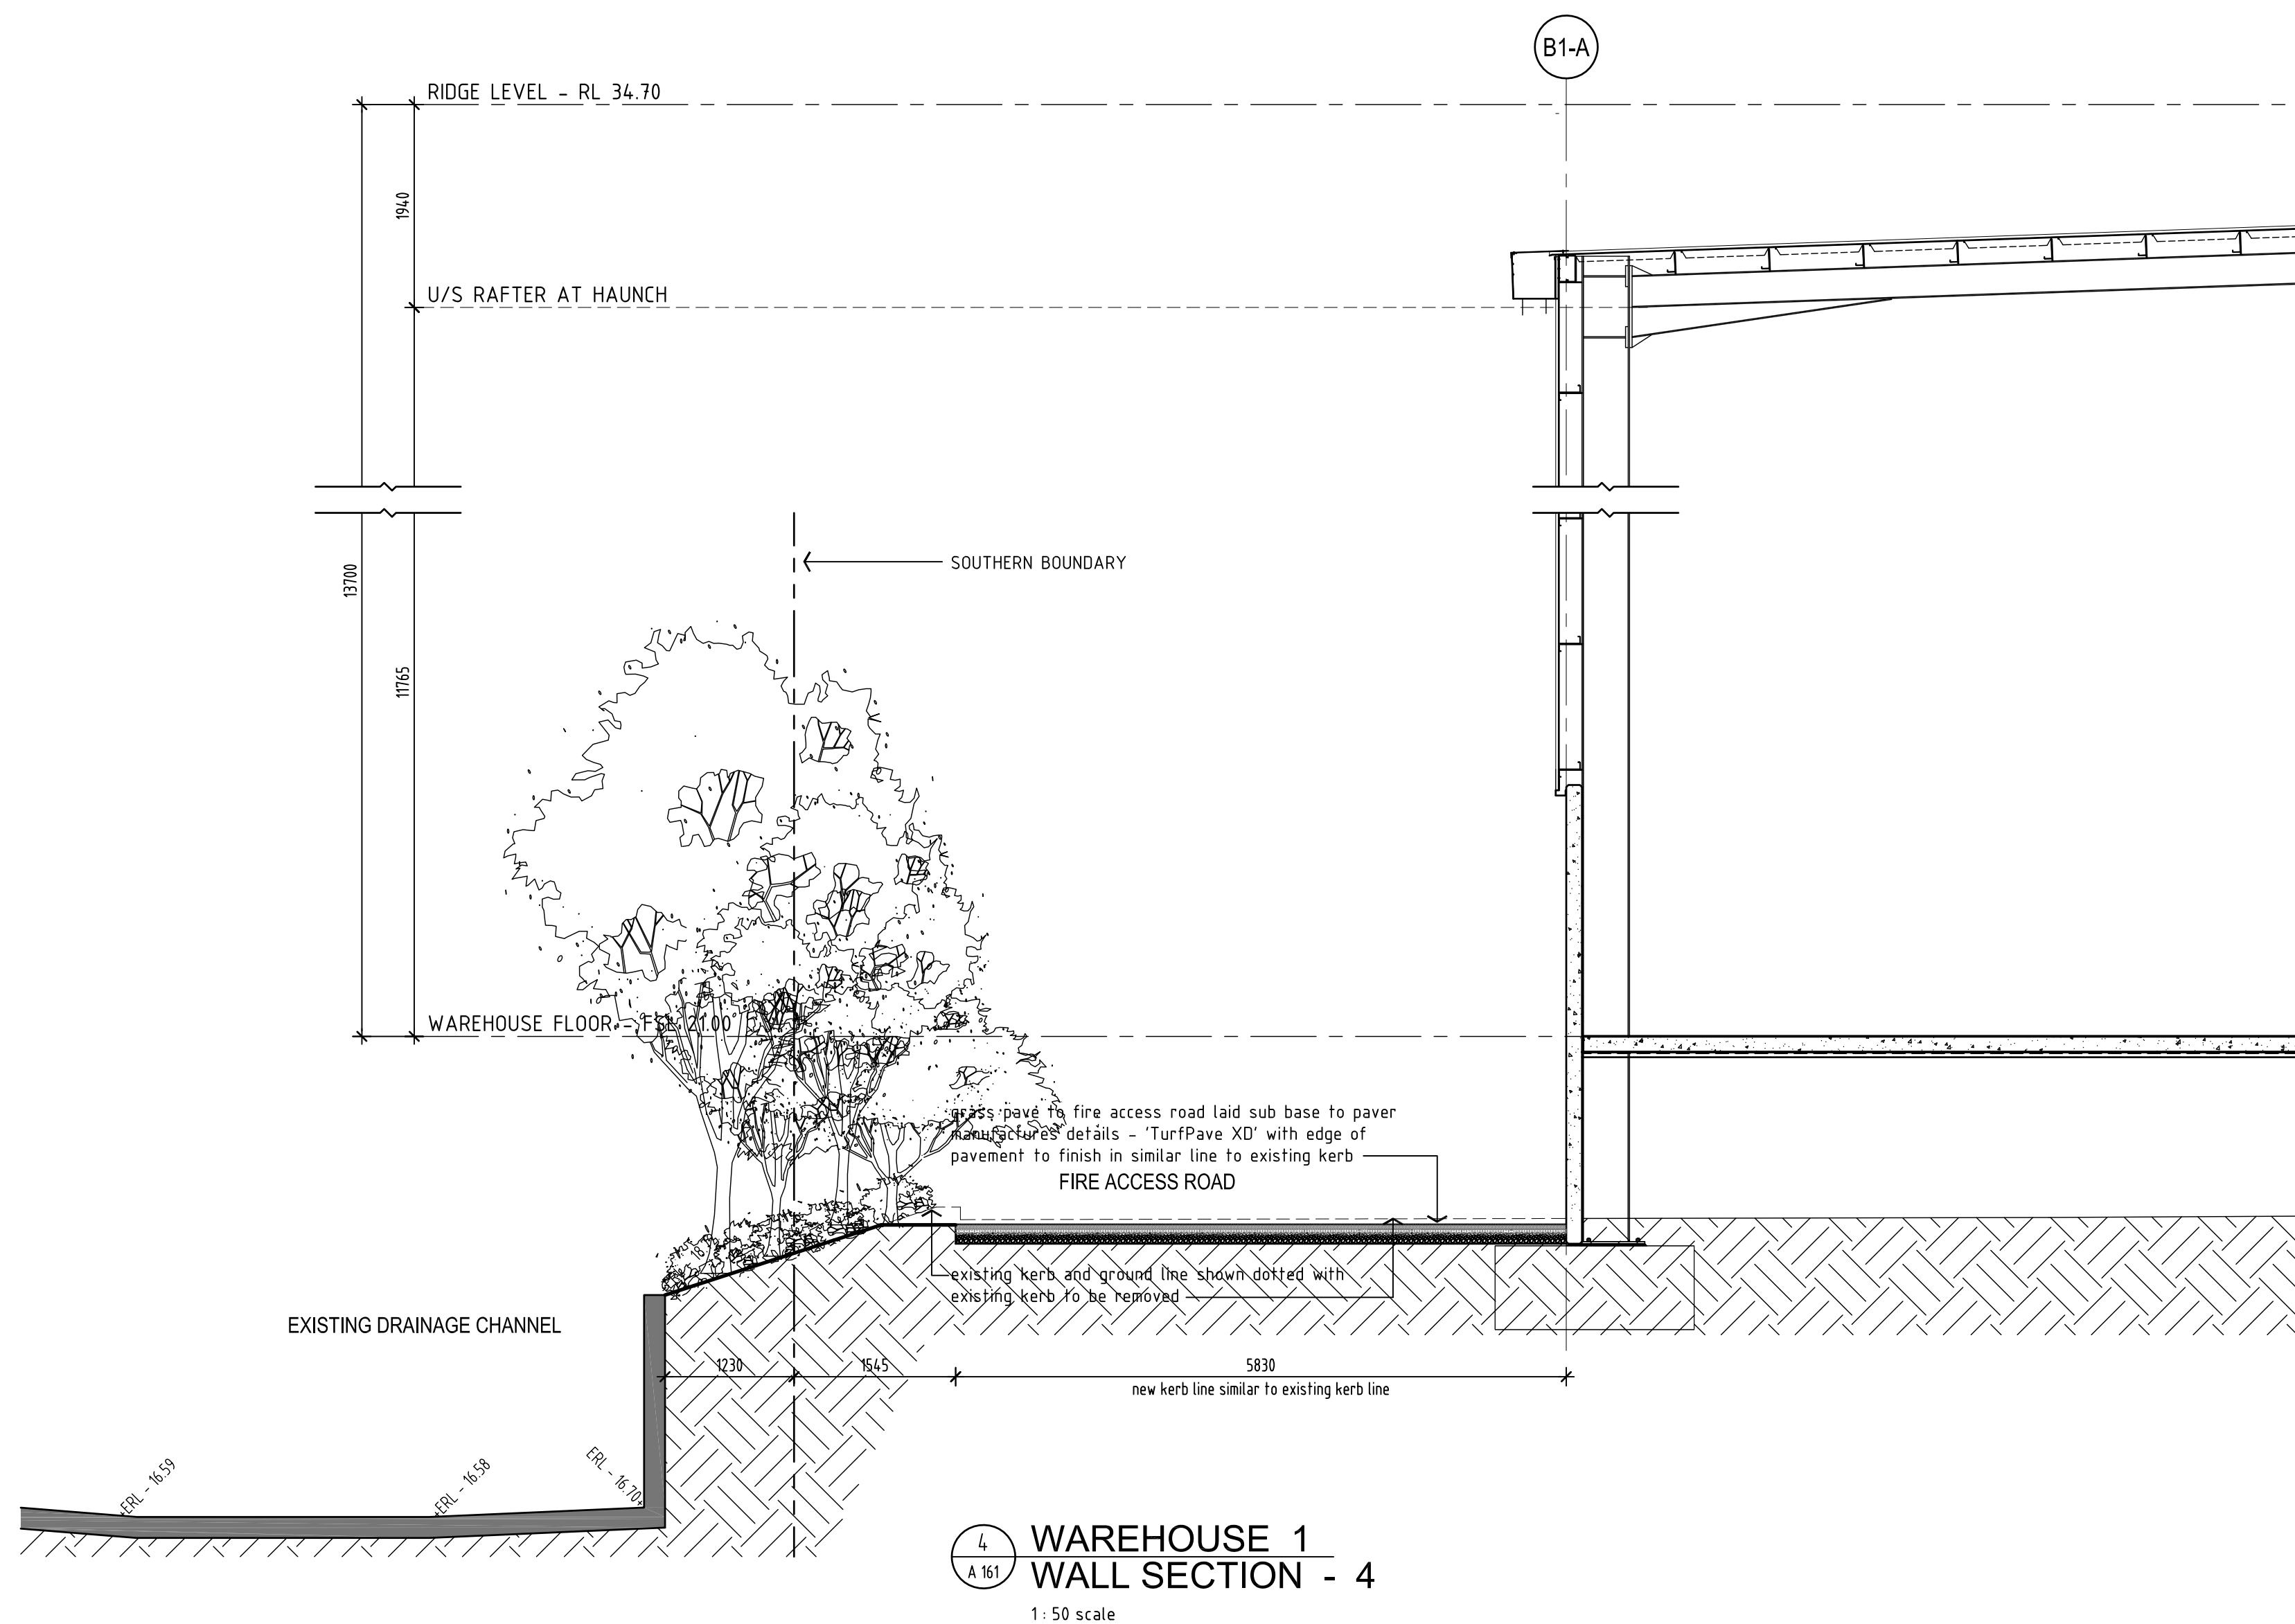 B1-A
RIDGE LEVEL - RL 34.70
1940
U/S RAFTER AT HAUNCH
SOUTHERN BOUNDARY
13700
11765
WAREHOUSE FLOOR - FSL 21.00
grass pave to fire access road laid sub base to paver
manufactures details - 'TurfPave XD' with edge of
pavement to finish in similar line to existing kerb
FIRE ACCESS ROAD
existing kerb and ground line shown dotted with
existing kerb to be removed
EXISTING DRAINAGE CHANNEL
1230
1545
5830
new kerb line similar to existing kerb line
ERL - 16.59
ERL - 16.58
ERL - 16.70
4
A 161
WAREHOUSE 1
WALL SECTION - 4
1 : 50 scale